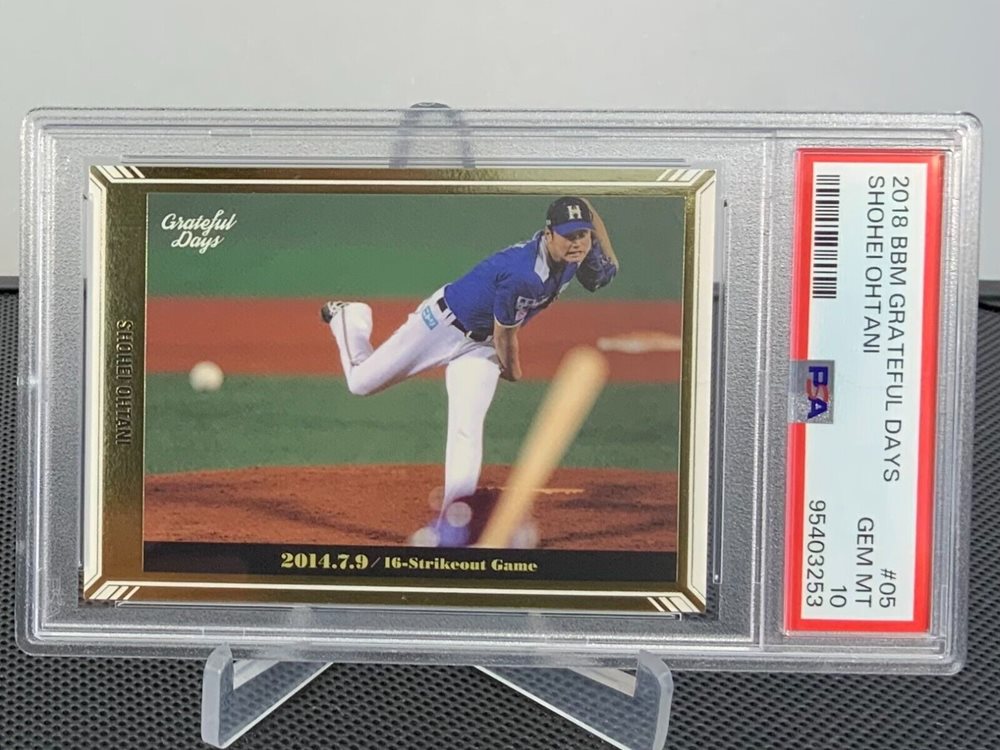 Grateful
Days
SHOHEI OHTANI
H
2014.7.9 / 16-Strikeout Game
2018 BBM GRATEFUL DAYS #05
SHOHEI OHTANI GEM MT
10
PSA 95403253